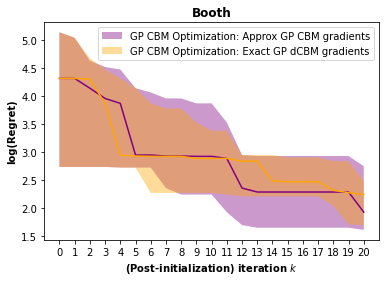 Booth
GP CBM Optimization: Approx GP CBM gradients
GP CBM Optimization: Exact GP dCBM gradients
log(Regret)
5.0
4.5
4.0
3.5
3.0
2.5
2.0
1.5
0 1 2 3 4 5 6 7 8 9 10 11 12 13 14 15 16 17 18 19 20
(Post-initialization) iteration k